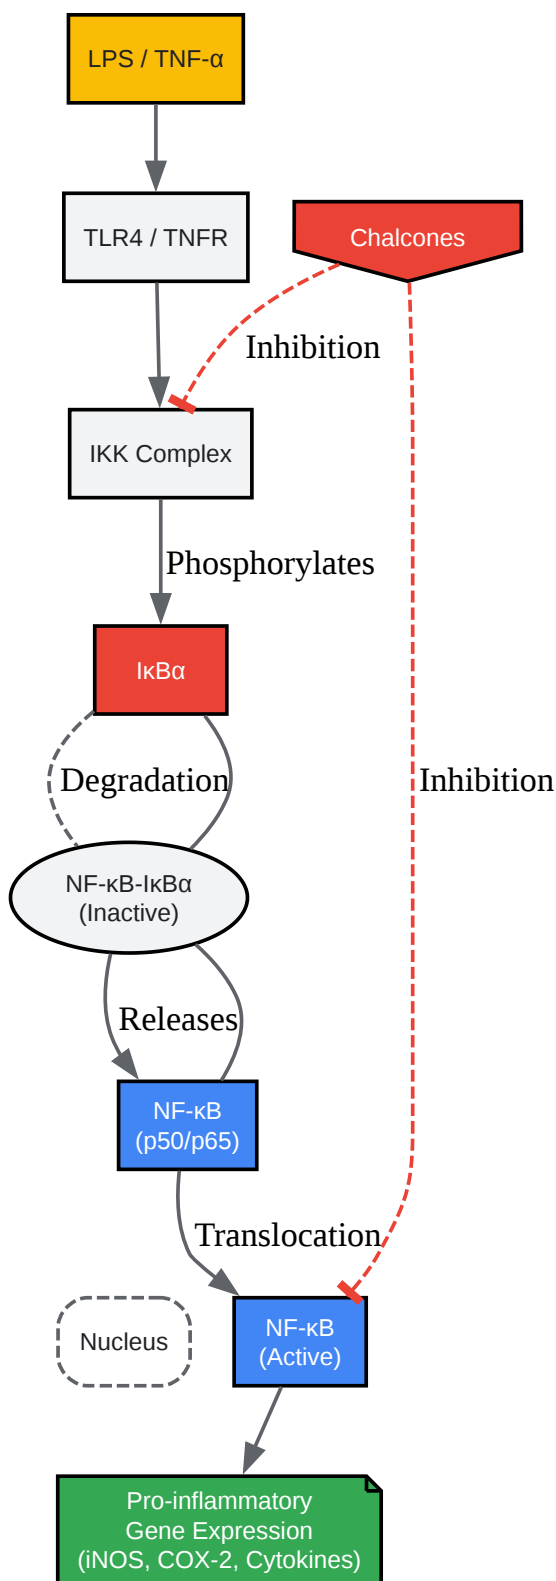 LPS / TNF-α
TLR4 / TNFR
Chalcones
Inhibition
IKK Complex
Phosphorylates
IκBα
Degradation
Inhibition
NF-κB-IκBα
(Inactive)
Releases
NF-κB
(p50/p65)
Translocation
Nucleus
NF-κB
(Active)
Pro-inflammatory
Gene Expression
(iNOS, COX-2, Cytokines)